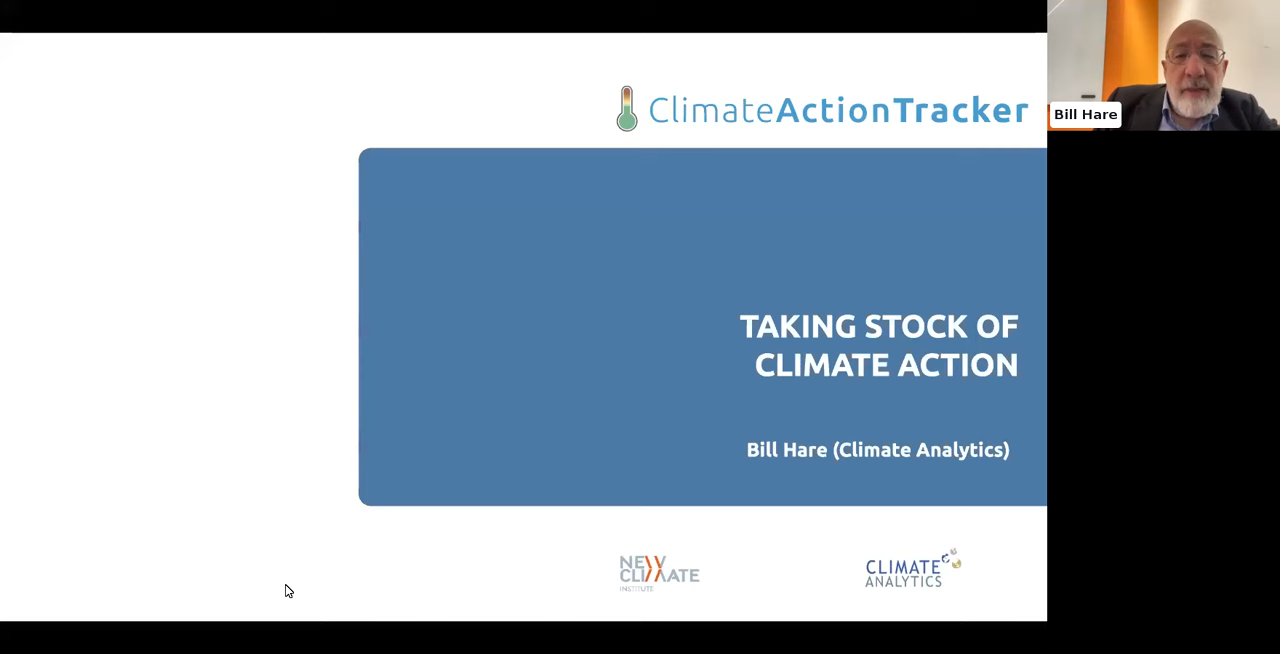 ClimateActionTracker
Bill Hare
TAKING STOCK OF
CLIMATE ACTION
Bill Hare (Climate Analytics)
NEW
CLIMATE
INSTITUTE
CLIMATE
ANALYTICS